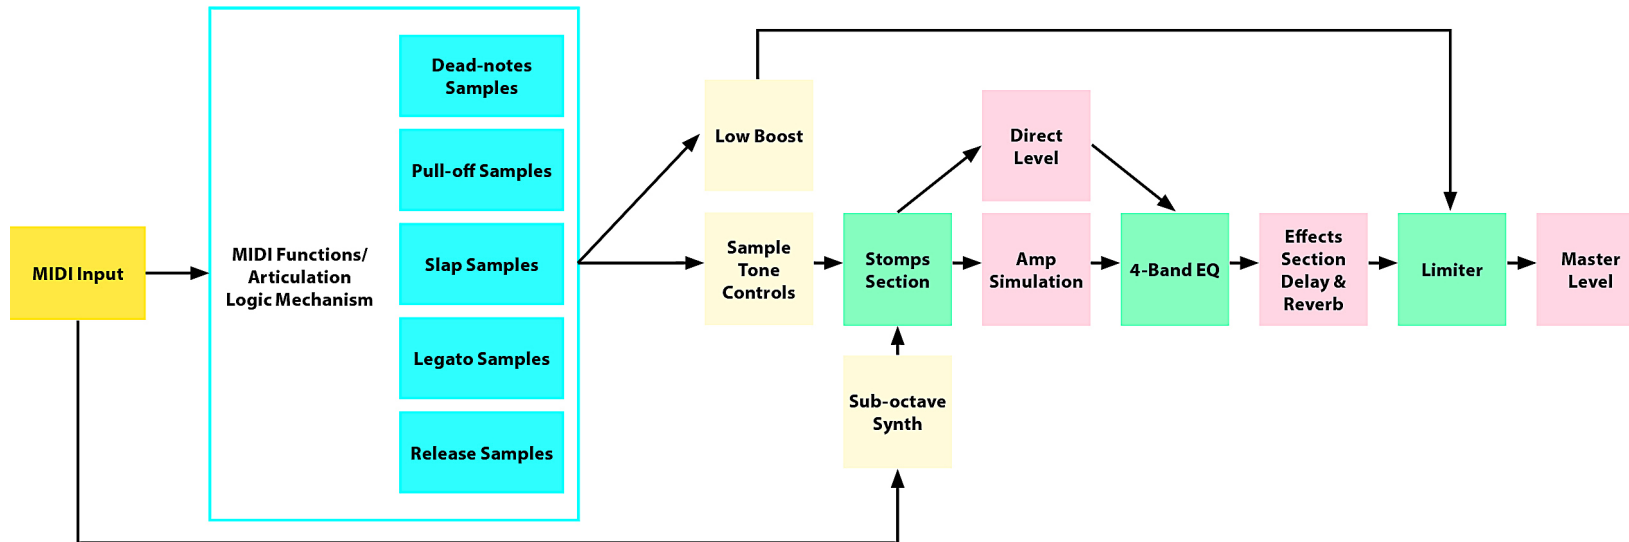 MIDI Input
MIDI Functions/
Articulation
Logic Mechanism
Dead-notes
Samples
Pull-off Samples
Slap Samples
Legato Samples
Release Samples
Low Boost
Sample
Tone
Controls
Stomps
Section
Sub-octave
Synth
Direct
Level
Amp
Simulation
4-Band EQ
Effects
Section
Delay &
Reverb
Limiter
Master
Level